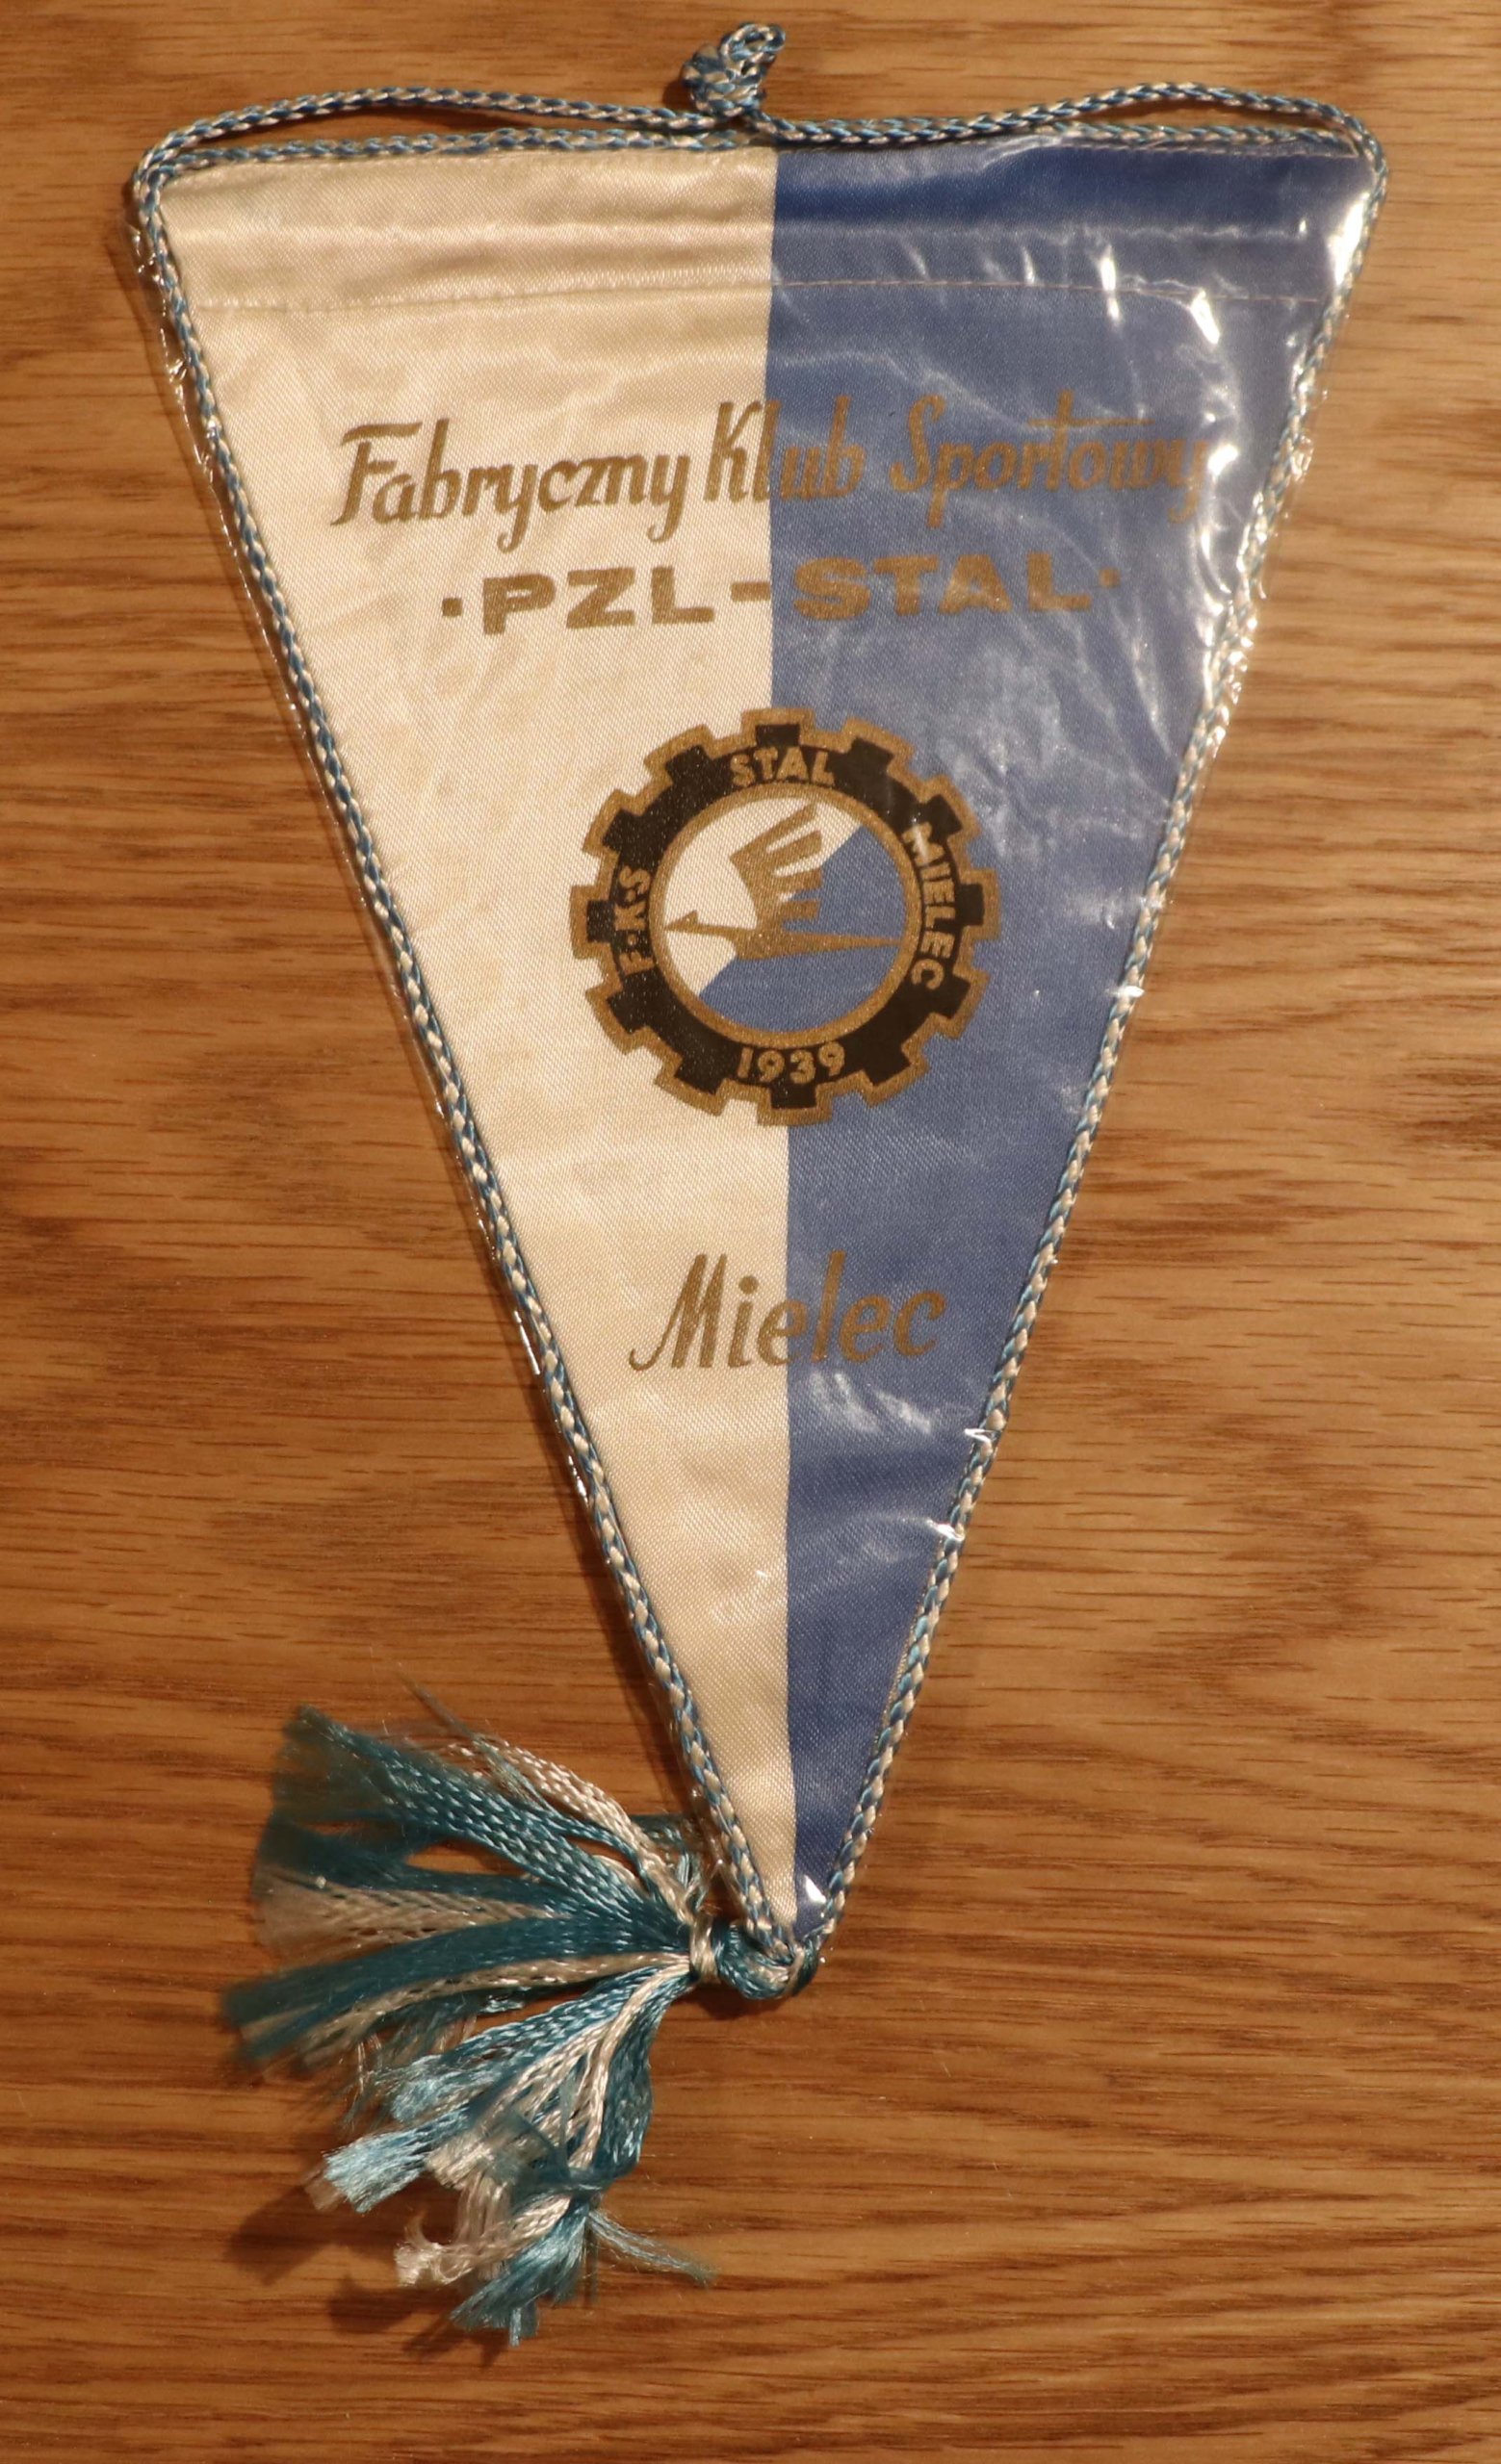 Fabryczny Klub Sportowy
·PZL-STAL·
F·K·S STAL MIELEC
1939
Mielec